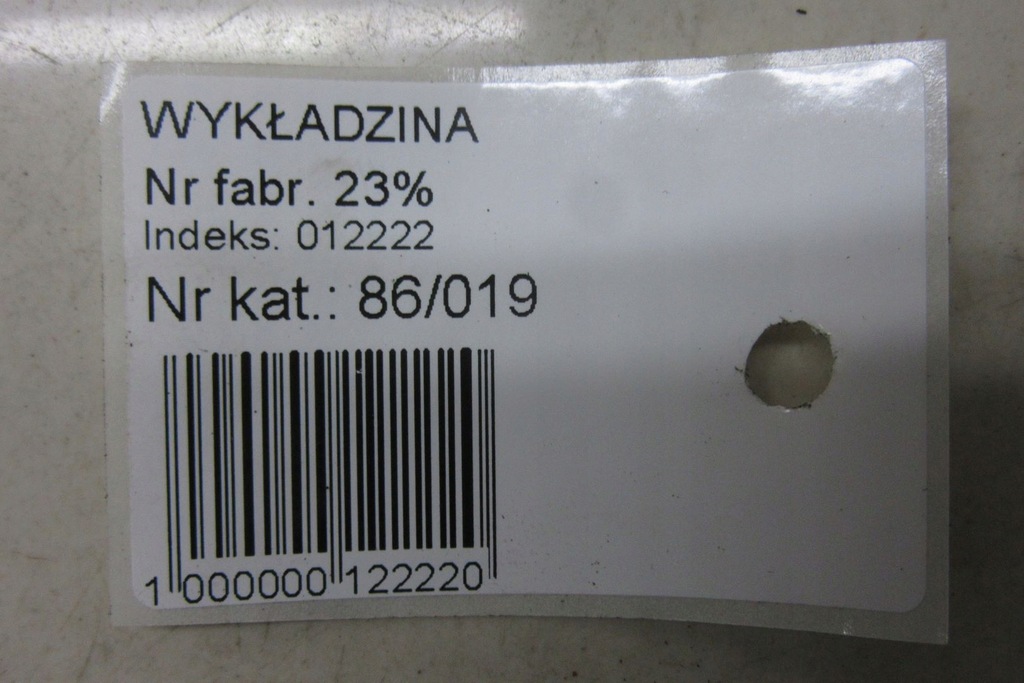 WYKŁADZINA
Nr fabr. 23%
Indeks: 012222
Nr kat.: 86/019
1 000000 122220